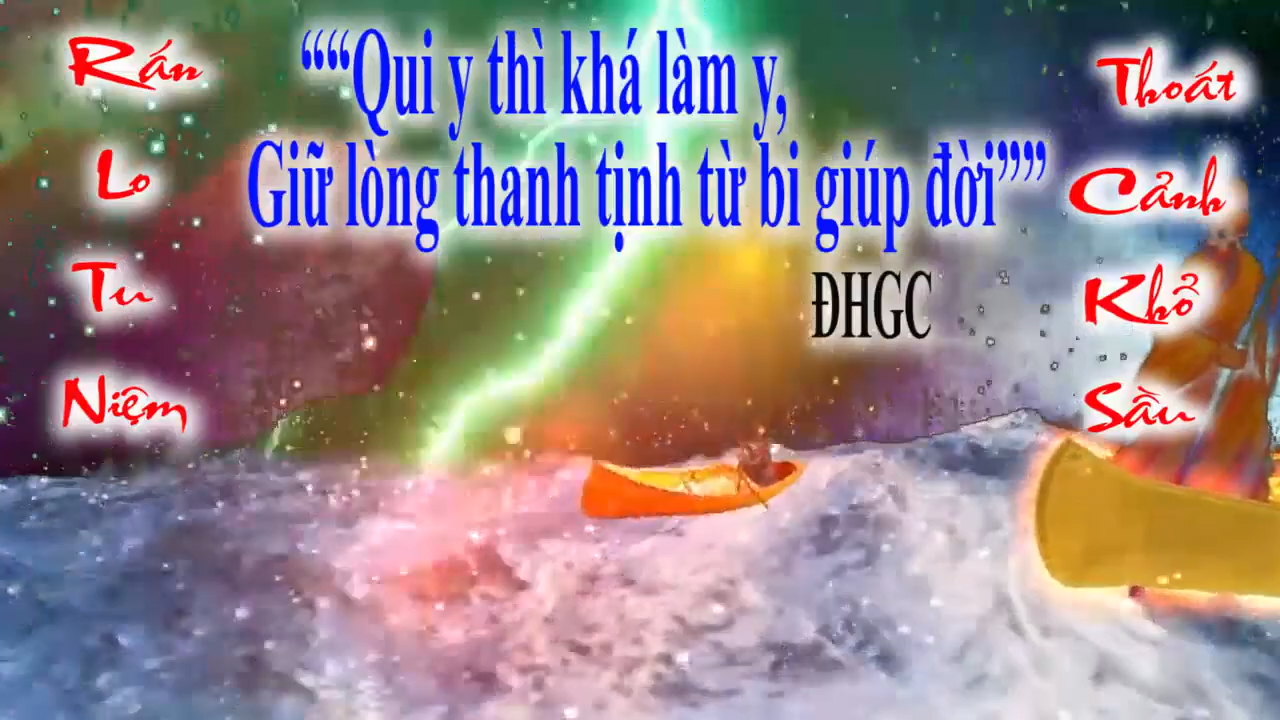 Rấn
Lo
Tu
Niệm
““Qui y thì khá làm y,
Giữ lòng thanh tịnh từ bi giúp đời””
ĐHGC
Thoát
Cảnh
Khổ
Sầu